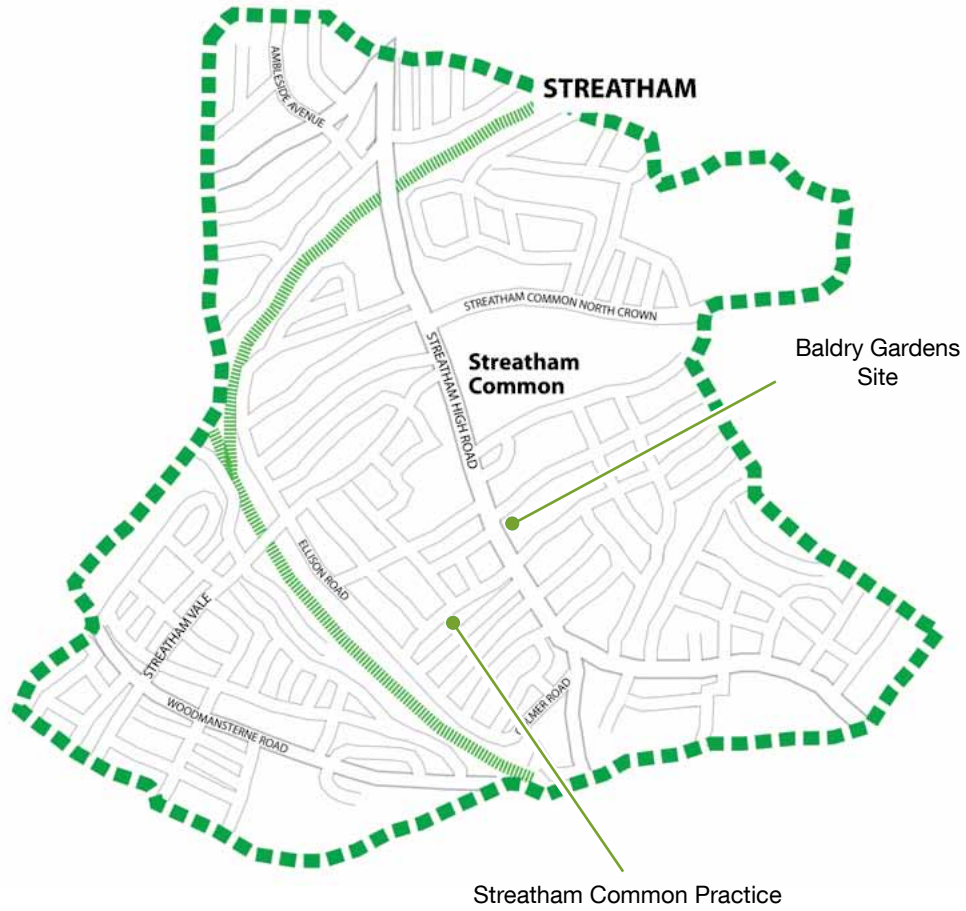 STREATHAM
AMBLESIDE AVENUE
STREATHAM COMMON NORTH CROWN
STREATHAM HIGH ROAD
Streatham
Common
Baldry Gardens
Site
ELLISON ROAD
STREATHAM VALE
WOODMANSTERNE ROAD
ROAD
Streatham Common Practice